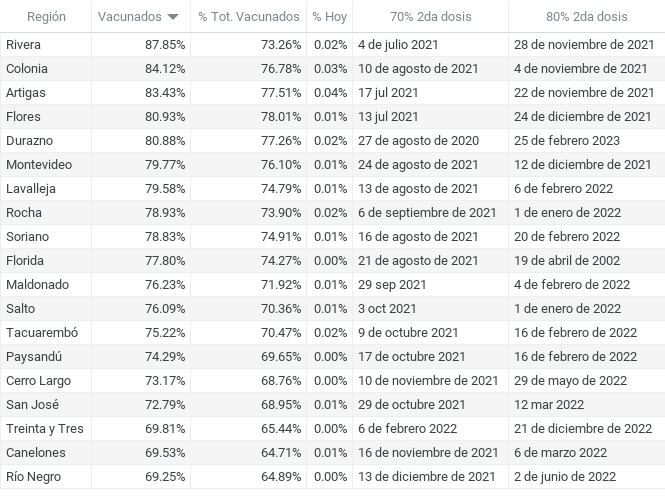 Región Vacunados % Tot. Vacunados % Hoy 70% 2da dosis 80% 2da dosis
Rivera 87.85% 73.26% 0.02% 4 de julio 2021 28 de noviembre de 2021
Colonia 84.12% 76.78% 0.03% 10 de agosto de 2021 4 de noviembre de 2021
Artigas 83.43% 77.51% 0.04% 17 jul 2021 22 de noviembre de 2021
Flores 80.93% 78.01% 0.01% 13 jul 2021 24 de diciembre de 2021
Durazno 80.88% 77.26% 0.02% 27 de agosto de 2020 25 de febrero 2023
Montevideo 79.77% 76.10% 0.01% 24 de agosto de 2021 12 de diciembre de 2021
Lavalleja 79.58% 74.79% 0.01% 13 de agosto de 2021 6 de febrero 2022
Rocha 78.93% 73.90% 0.02% 6 de septiembre de 2021 1 de enero de 2022
Soriano 78.83% 74.91% 0.01% 16 de agosto de 2021 20 de febrero 2022
Florida 77.80% 74.27% 0.00% 21 de agosto de 2021 19 de abril de 2002
Maldonado 76.23% 71.92% 0.01% 29 sep 2021 4 de febrero de 2022
Salto 76.09% 70.36% 0.01% 3 oct 2021 1 de enero de 2022
Tacuarembó 75.22% 70.47% 0.02% 9 de octubre 2021 16 de febrero de 2022
Paysandú 74.29% 69.65% 0.00% 17 de octubre 2021 16 de febrero de 2022
Cerro Largo 73.17% 68.76% 0.00% 10 de noviembre de 2021 29 de mayo de 2022
San José 72.79% 68.95% 0.01% 29 de octubre 2021 12 mar 2022
Treinta y Tres 69.81% 65.44% 0.00% 6 de febrero 2022 21 de diciembre de 2022
Canelones 69.53% 64.71% 0.01% 16 de noviembre de 2021 6 de marzo 2022
Río Negro 69.25% 64.89% 0.00% 13 de diciembre de 2021 2 de junio de 2022